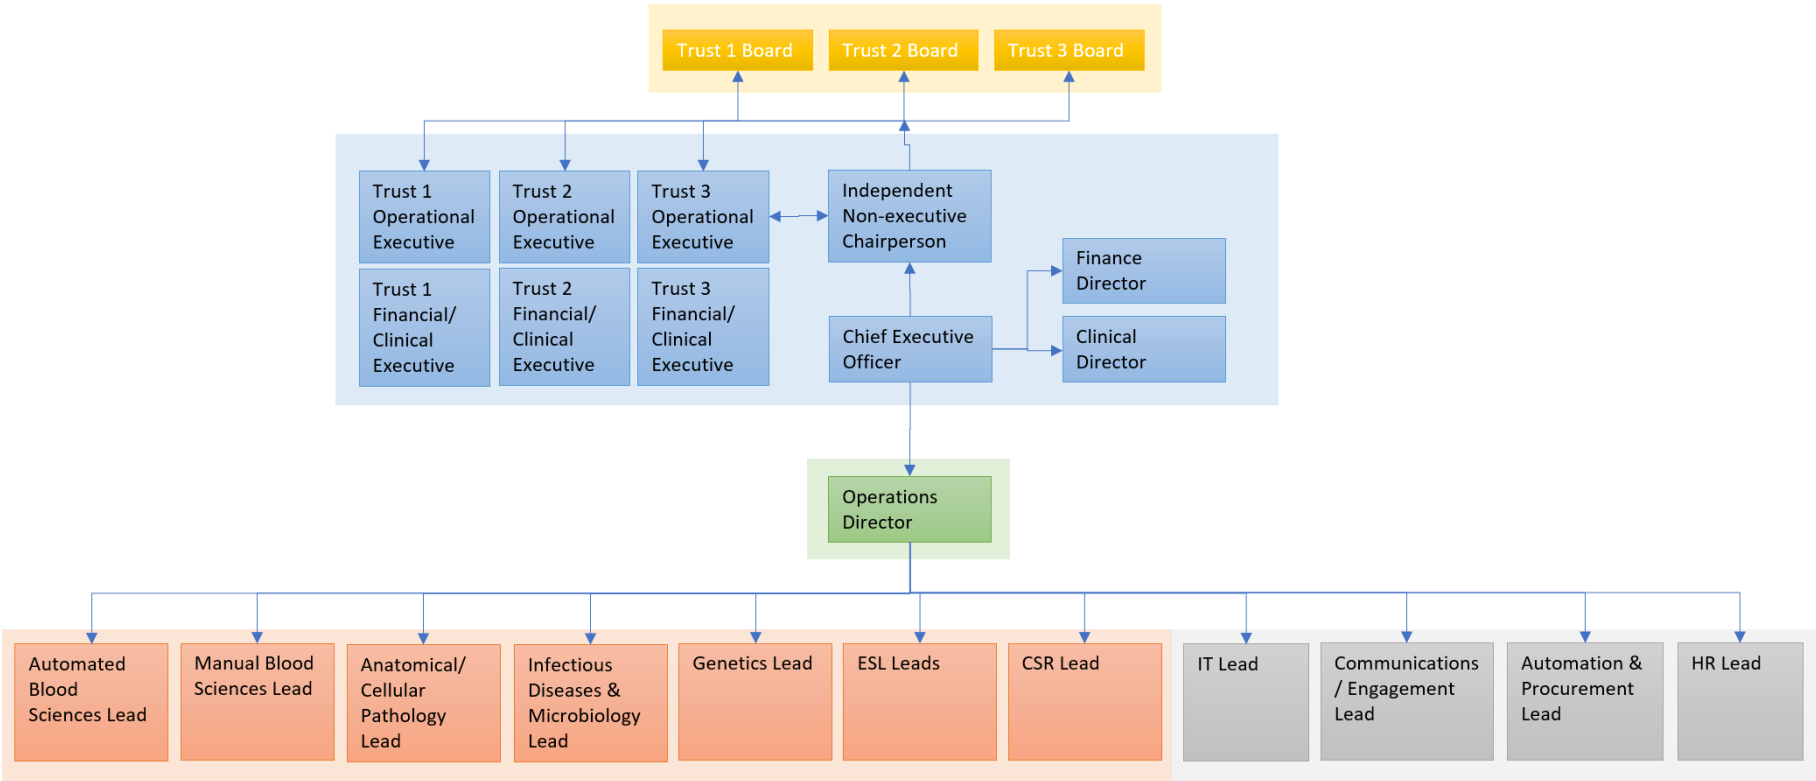 Trust 1 Board
Trust 2 Board
Trust 3 Board
Trust 1
Operational
Executive
Trust 2
Operational
Executive
Trust 3
Operational
Executive
Independent
Non-executive
Chairperson
Trust 1
Financial/
Clinical
Executive
Trust 2
Financial/
Clinical
Executive
Trust 3
Financial/
Clinical
Executive
Chief Executive
Officer
Finance
Director
Clinical
Director
Operations
Director
Automated
Blood
Sciences Lead
Manual Blood
Sciences Lead
Anatomical/
Cellular
Pathology
Lead
Infectious
Diseases &
Microbiology
Lead
Genetics Lead
ESL Leads
CSR Lead
IT Lead
Communications
/ Engagement
Lead
Automation &
Procurement
Lead
HR Lead